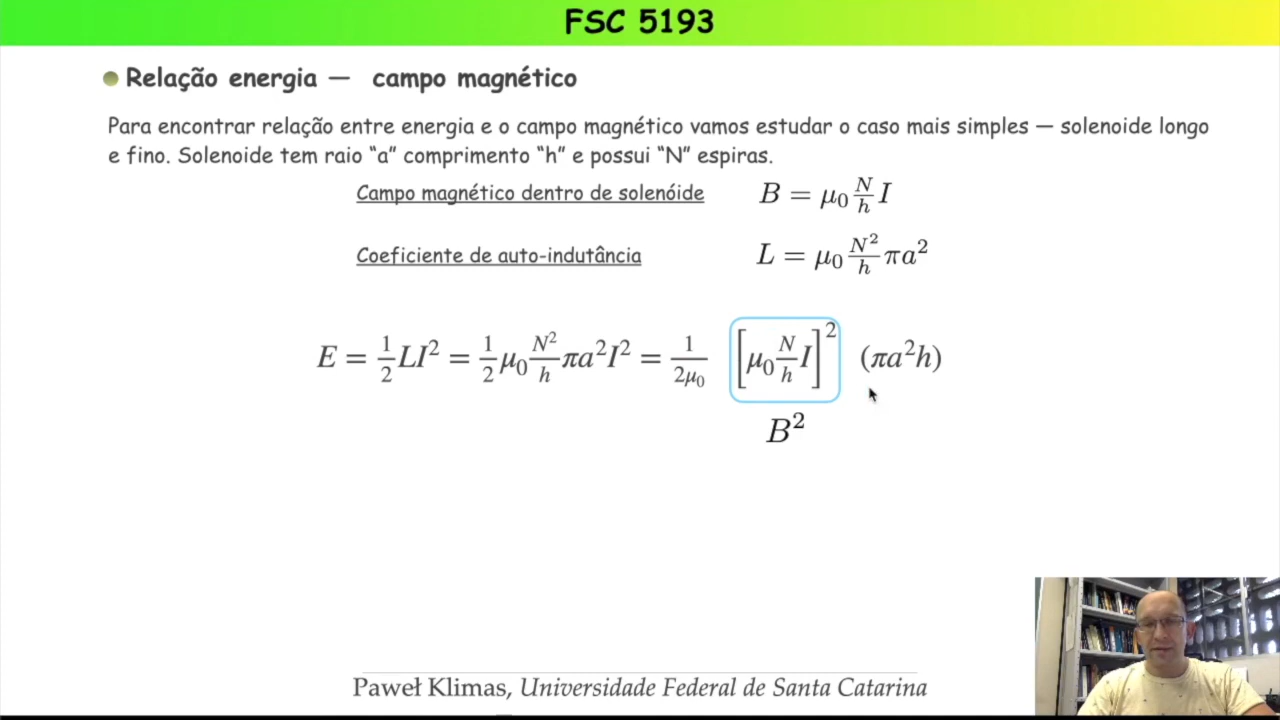 FSC 5193
Relação energia — campo magnético
Para encontrar relação entre energia e o campo magnético vamos estudar o caso mais simples — solenoide longo
e fino. Solenoide tem raio “a” comprimento “h” e possui “N” espiras.
Campo magnético dentro de solenóide B = μ₀ N/h I
Coeficiente de auto-indutância L = μ₀ N²/h πa²
E = 1/2 LI² = 1/2 μ₀ N²/h πa²I² = 1/2μ₀ [μ₀ N/h I]² (πa²h)
B²
Paweł Klimas, Universidade Federal de Santa Catarina